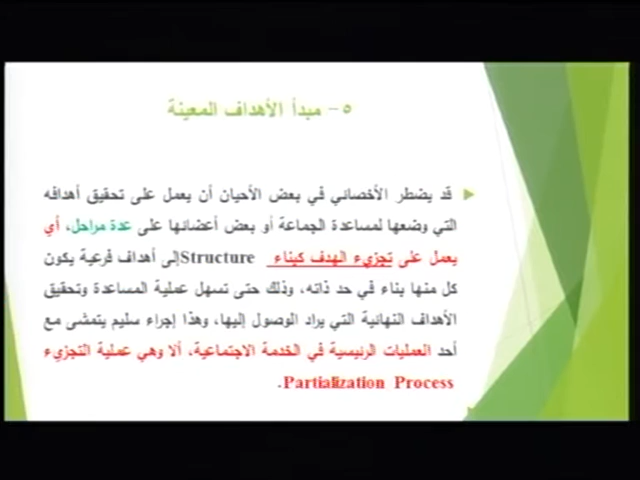 ٥- مبدأ الأهداف المعينة
قد يضطر الأخصائي في بعض الأحيان أن يعمل على تحقيق أهدافه
التي وضعها لمساعدة الجماعة أو بعض أعضائها على عدة مراحل، أي
يعمل على تجزيء الهدف كبناء Structure إلى أهداف فرعية يكون
كل منها بناء في حد ذاته، وذلك حتى تسهل عملية المساعدة وتحقيق
الأهداف النهائية التي يراد الوصول إليها، وهذا إجراء سليم يتمشى مع
أحد العمليات الرئيسية في الخدمة الاجتماعية، ألا وهي عملية التجزيء
Partialization Process.